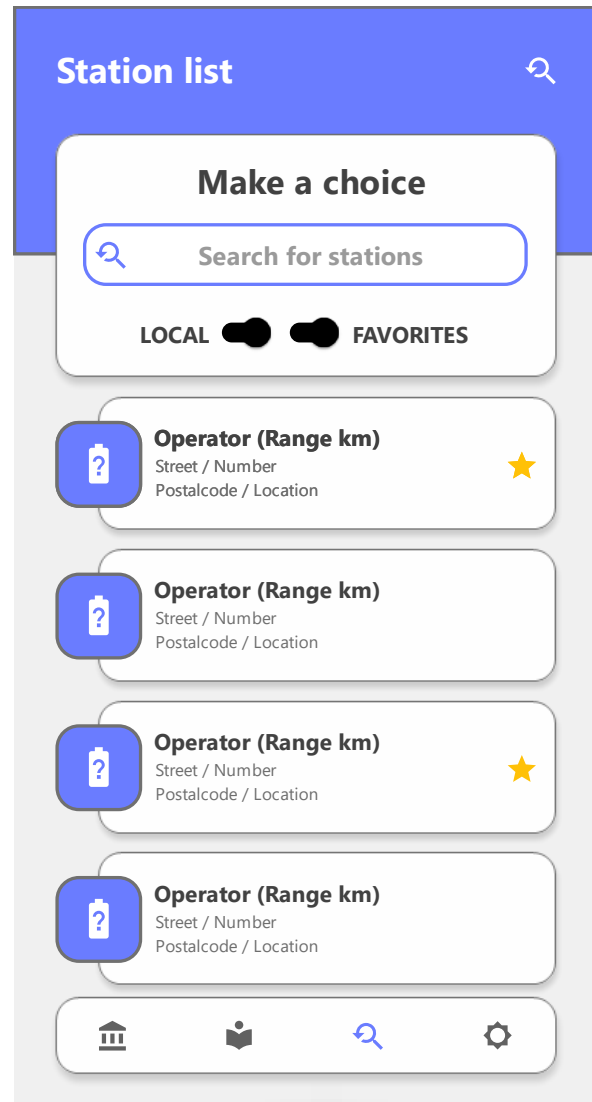 Station list
Make a choice
Search for stations
LOCAL FAVORITES
Operator (Range km)
Street / Number
Postalcode / Location
Operator (Range km)
Street / Number
Postalcode / Location
Operator (Range km)
Street / Number
Postalcode / Location
Operator (Range km)
Street / Number
Postalcode / Location